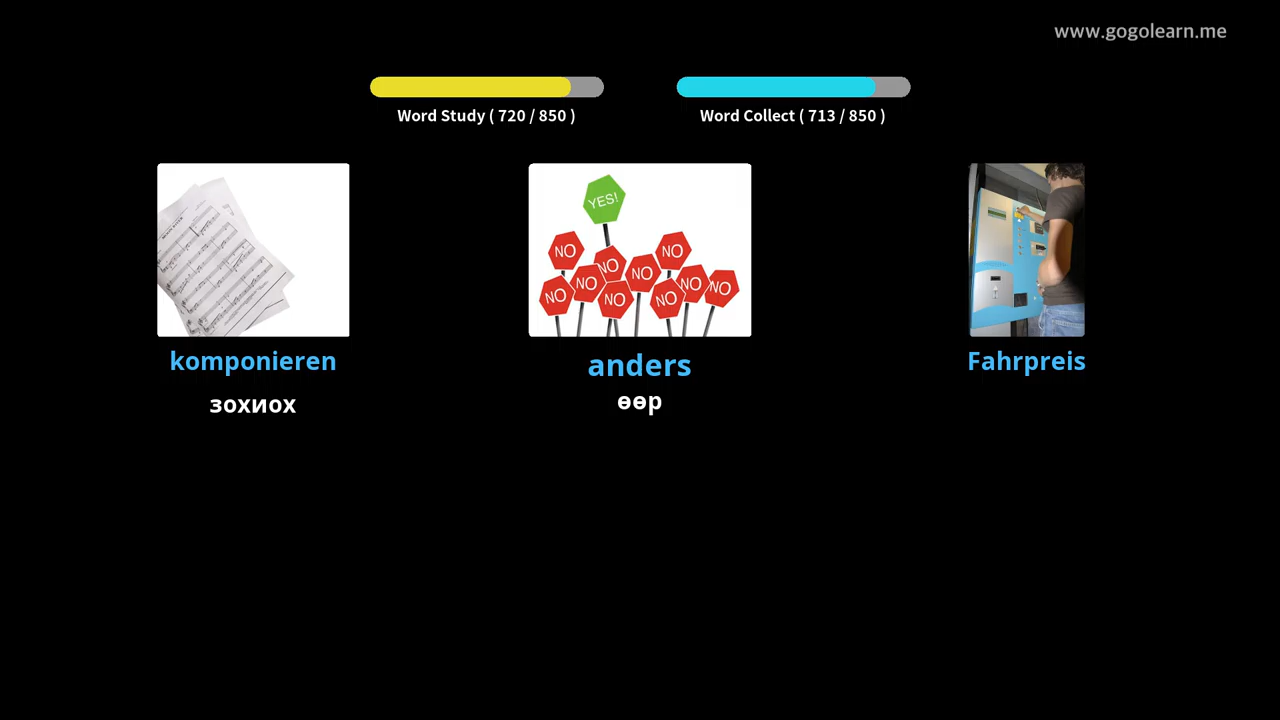 www.gogolearn.me
Word Study ( 720 / 850 )
Word Collect ( 713 / 850 )
YES!
NO
NO
NO
NO
NO
NO
NO
NO
NO
NO
komponieren
anders
Fahrpreis
зохиох
өөр